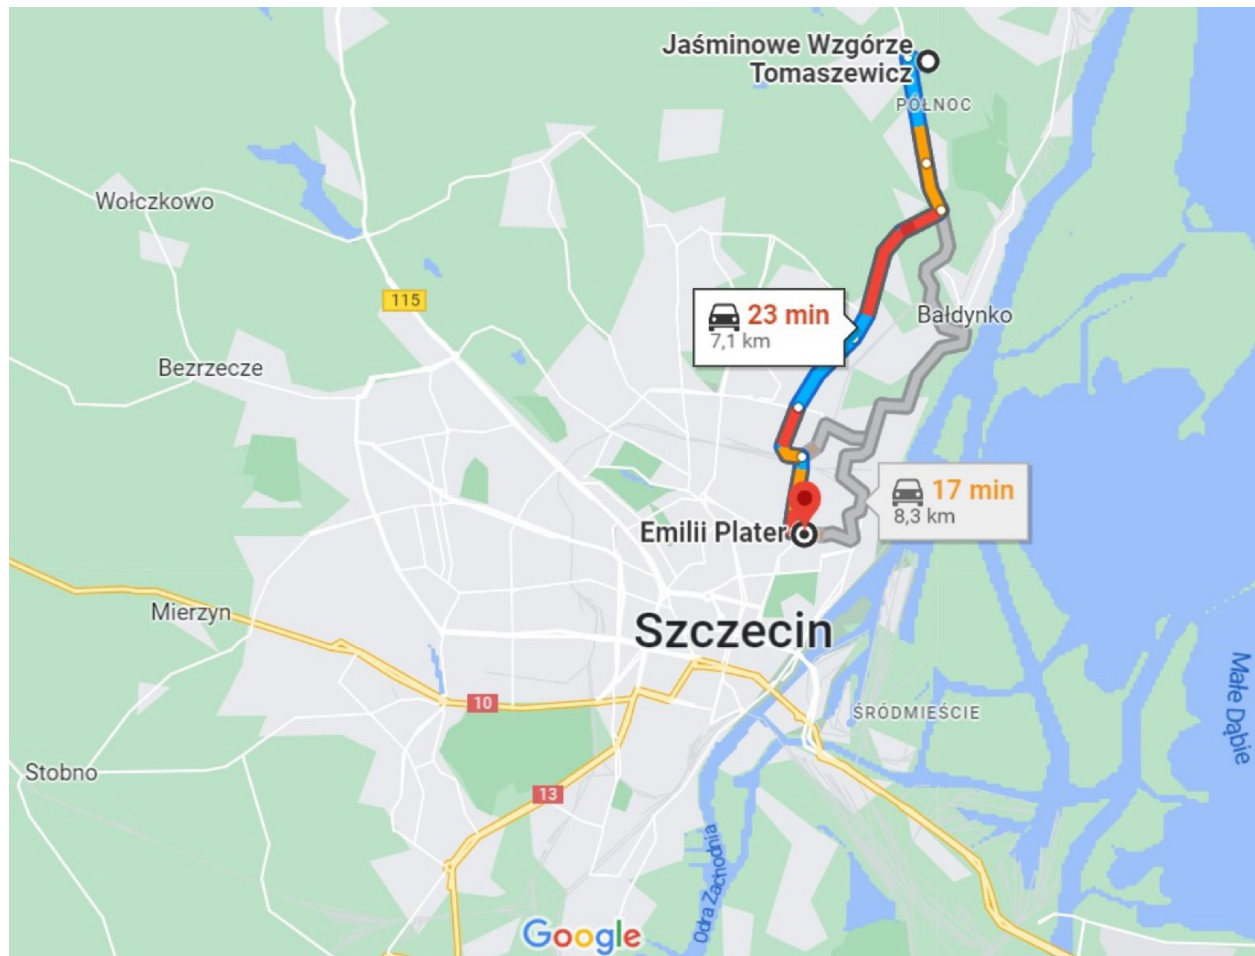 Jaśminowe Wzgórze
Tomaszewicz
PÓŁNOC
Wołczkowo
115
23 min
7,1 km
Bałdynko
Bezrzecze
17 min
8,3 km
Emilii Plater
Mierzyn
Szczecin
Małe Dąbie
10
ŚRÓDMIEŚCIE
Stobno
13
Odra Zachodnia
Google